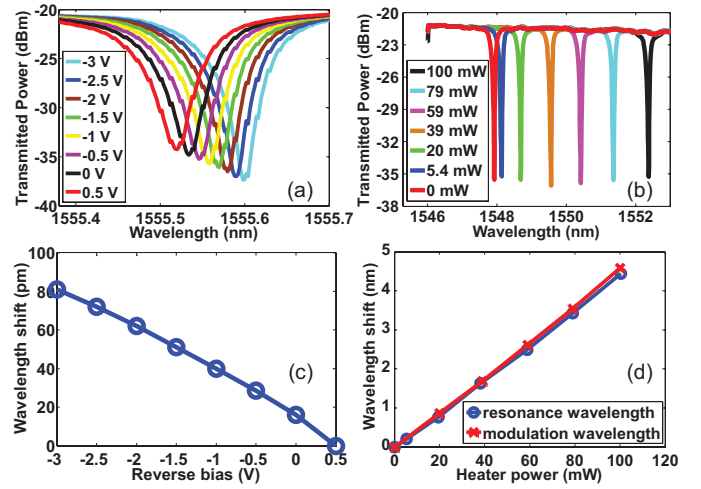 -20
-25
-30
-35
-40
Transmitted Power (dBm)
-3 V
-2.5 V
-2 V
-1.5 V
-1 V
-0.5 V
0 V
0.5 V
(a)
1555.4 1555.5 1555.6 1555.7
Wavelength (nm)
-20
-23
-26
-29
-32
-35
-38
Transmitted Power (dBm)
100 mW
79 mW
59 mW
39 mW
20 mW
5.4 mW
0 mW
(b)
1546 1548 1550 1552
Wavelength (nm)
100
80
60
40
20
0
Wavelength shift (pm)
(c)
-3 -2.5 -2 -1.5 -1 -0.5 0 0.5
Reverse bias (V)
5
4
3
2
1
0
Wavelength shift (nm)
(d)
resonance wavelength
modulation wavelength
0 20 40 60 80 100 120
Heater power (mW)